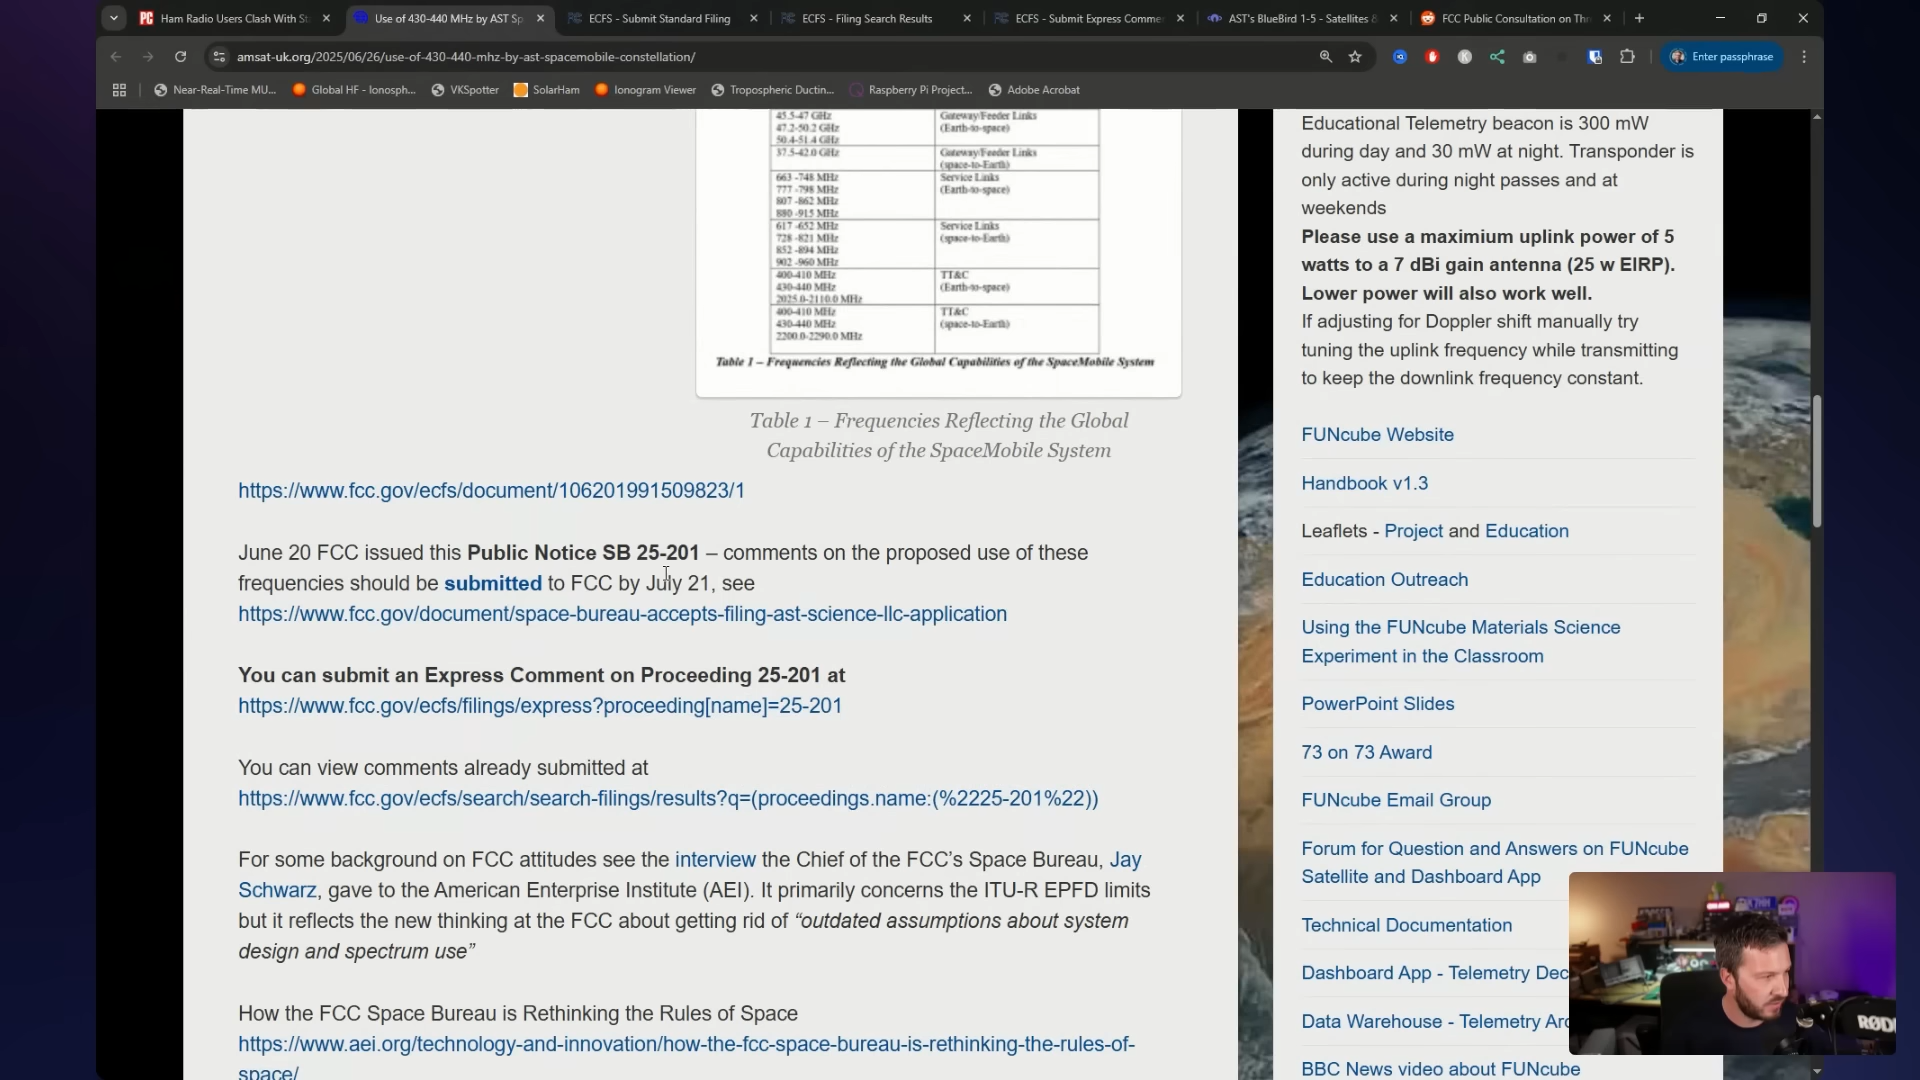 Ham Radio Users Clash With St
Use of 430-440 MHz by AST Sp
ECFS - Submit Standard Filing
ECFS - Filing Search Results
ECFS - Submit Express Comme
AST's BlueBird 1-5 - Satellites &
FCC Public Consultation on Thr
amsat-uk.org/2025/06/26/use-of-430-440-mhz-by-ast-spacemobile-constellation/
Enter passphrase
Near-Real-Time MU...
Global HF - Ionosph...
VKSpotter
SolarHam
Ionogram Viewer
Tropospheric Ductin...
Raspberry Pi Project...
Adobe Acrobat
45.5-47 GHz
47.2-50.2 GHz
50.4-51.4 GHz
Gateway/Feeder Links
(Earth-to-space)
37.5-42.0 GHz
Gateway/Feeder Links
(space-to-Earth)
663 -748 MHz
777 -798 MHz
807 -862 MHz
880 -915 MHz
Service Links
(Earth-to-space)
617 -652 MHz
728 -821 MHz
852 -894 MHz
902 -960 MHz
Service Links
(space-to-Earth)
400-410 MHz
430-440 MHz
2025.0-2110.0 MHz
TT&C
(Earth-to-space)
400-410 MHz
430-440 MHz
2200.0-2290.0 MHz
TT&C
(space-to-Earth)
Table 1 – Frequencies Reflecting the Global Capabilities of the SpaceMobile System
Table 1 – Frequencies Reflecting the Global
Capabilities of the SpaceMobile System
https://www.fcc.gov/ecfs/document/106201991509823/1
June 20 FCC issued this Public Notice SB 25-201 – comments on the proposed use of these
frequencies should be submitted to FCC by July 21, see
https://www.fcc.gov/document/space-bureau-accepts-filing-ast-science-llc-application
You can submit an Express Comment on Proceeding 25-201 at
https://www.fcc.gov/ecfs/filings/express?proceeding[name]=25-201
You can view comments already submitted at
https://www.fcc.gov/ecfs/search/search-filings/results?q=(proceedings.name:(%2225-201%22))
For some background on FCC attitudes see the interview the Chief of the FCC's Space Bureau, Jay
Schwarz, gave to the American Enterprise Institute (AEI). It primarily concerns the ITU-R EPFD limits
but it reflects the new thinking at the FCC about getting rid of “outdated assumptions about system
design and spectrum use”
How the FCC Space Bureau is Rethinking the Rules of Space
https://www.aei.org/technology-and-innovation/how-the-fcc-space-bureau-is-rethinking-the-rules-of-
space/
Educational Telemetry beacon is 300 mW
during day and 30 mW at night. Transponder is
only active during night passes and at
weekends
Please use a maximium uplink power of 5
watts to a 7 dBi gain antenna (25 w EIRP).
Lower power will also work well.
If adjusting for Doppler shift manually try
tuning the uplink frequency while transmitting
to keep the downlink frequency constant.
FUNcube Website
Handbook v1.3
Leaflets - Project and Education
Education Outreach
Using the FUNcube Materials Science
Experiment in the Classroom
PowerPoint Slides
73 on 73 Award
FUNcube Email Group
Forum for Question and Answers on FUNcube
Satellite and Dashboard App
Technical Documentation
Dashboard App - Telemetry Dec
Data Warehouse - Telemetry Arc
BBC News video about FUNcube
RØD